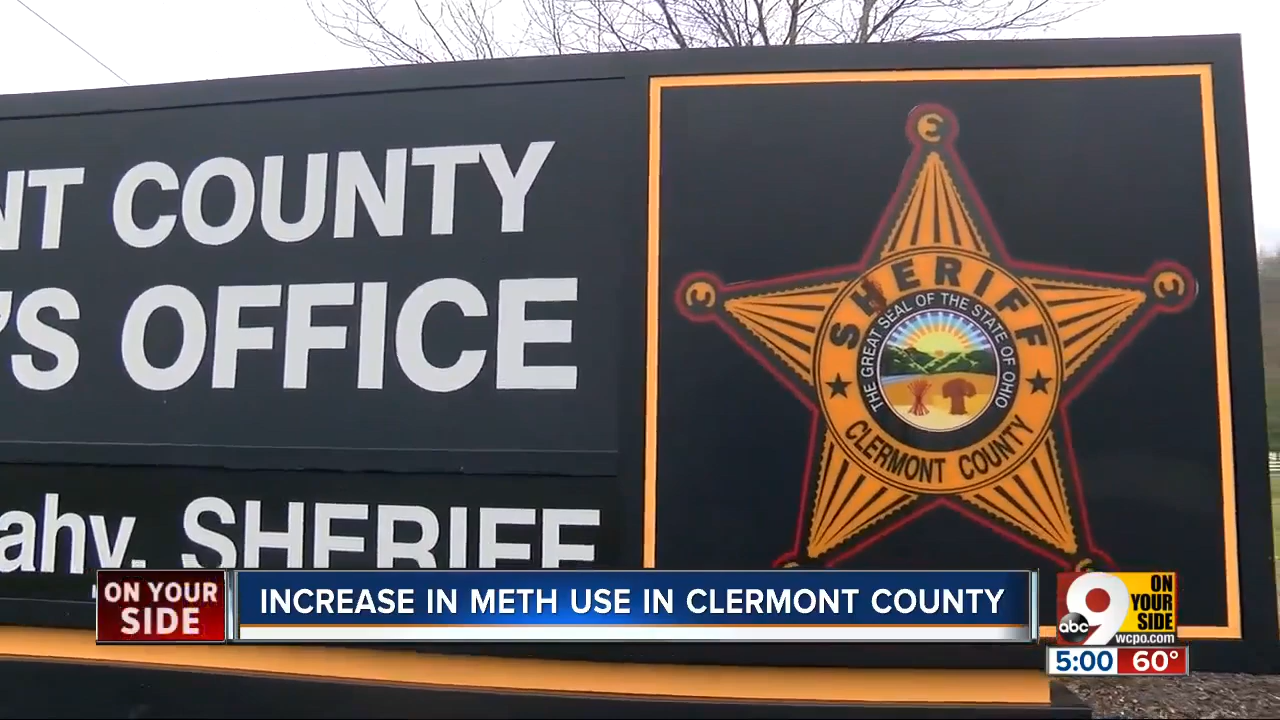 NT COUNTY
'S OFFICE
ahy, SHERIFF
SHERIFF
THE GREAT SEAL OF THE STATE OF OHIO
CLERMONT COUNTY
ON YOUR
SIDE
INCREASE IN METH USE IN CLERMONT COUNTY
abc 9
ON
YOUR
SIDE
wcpo.com
5:00 60°